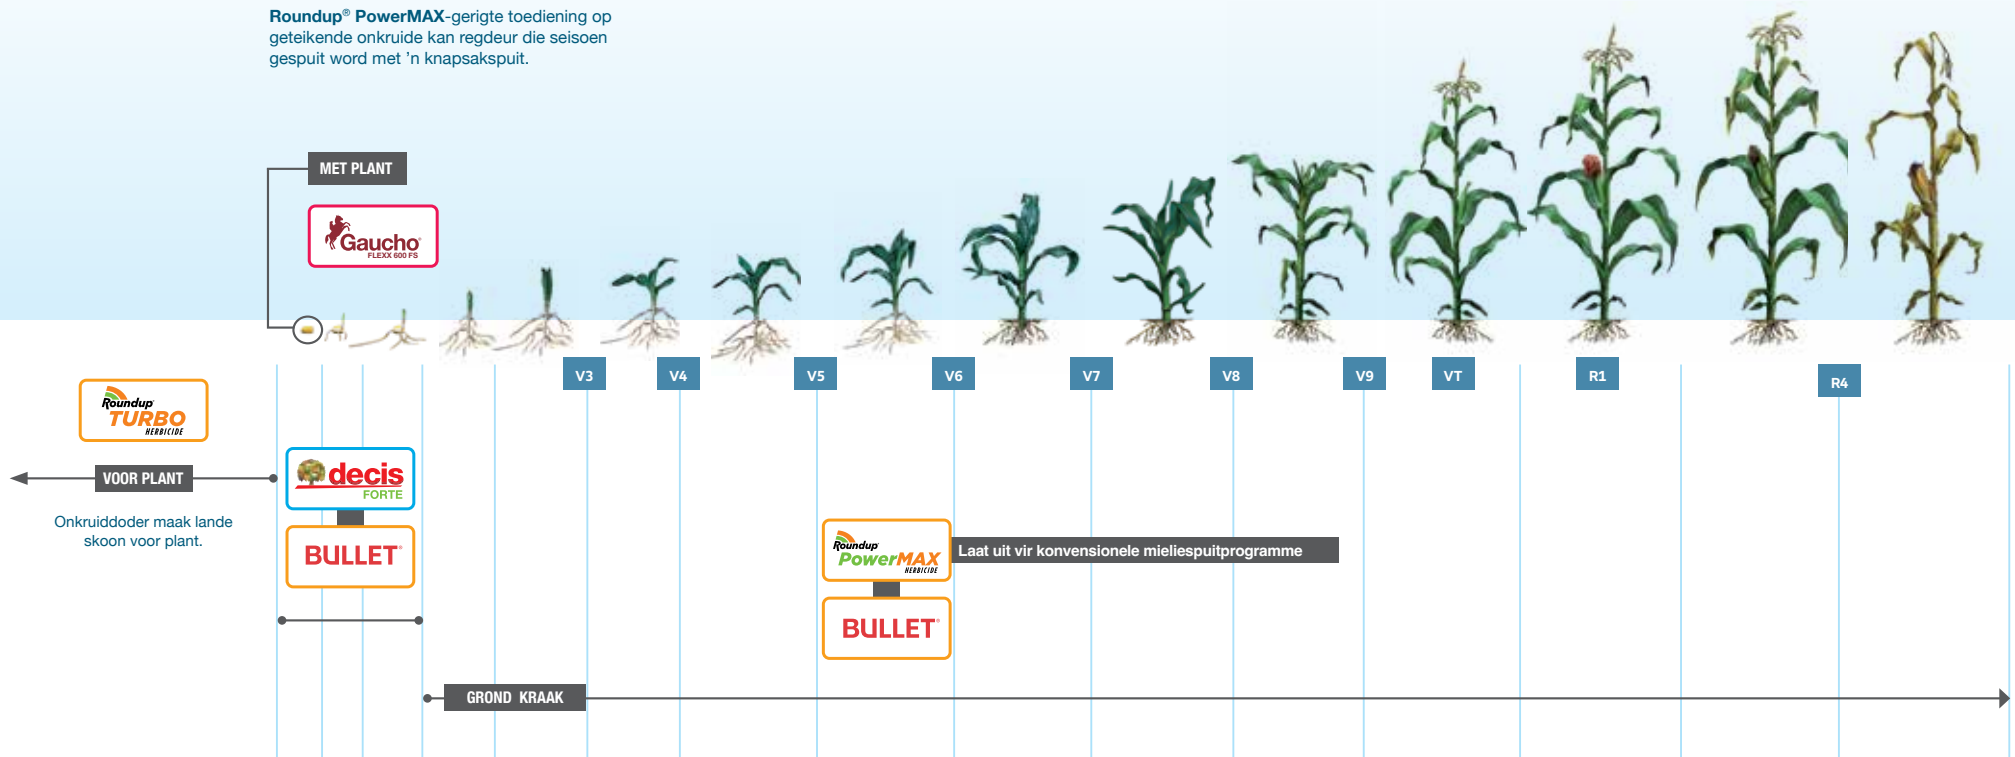 Roundup® PowerMAX-gerigte toediening op
geteikende onkruide kan regdeur die seisoen
gespuit word met 'n knapsakspuit.
MET PLANT
Gaucho®
FLEXX 600 FS
V3
V4
V5
V6
V7
V8
V9
VT
R1
R4
Roundup
TURBO
HERBICIDE
VOOR PLANT
Onkruiddoder maak lande
skoon voor plant.
decis
FORTE
BULLET®
Roundup
PowerMAX
HERBICIDE
Laat uit vir konvensionele mieliespuitprogramme
BULLET®
GROND KRAAK